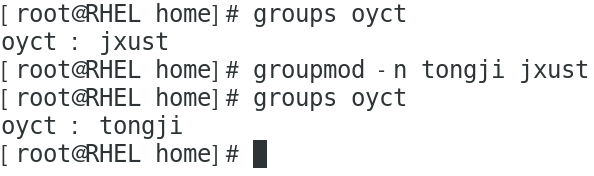 [root@RHEL home]# groups oyct
oyct : jxust
[root@RHEL home]# groupmod -n tongji jxust
[root@RHEL home]# groups oyct
oyct : tongji
[root@RHEL home]#